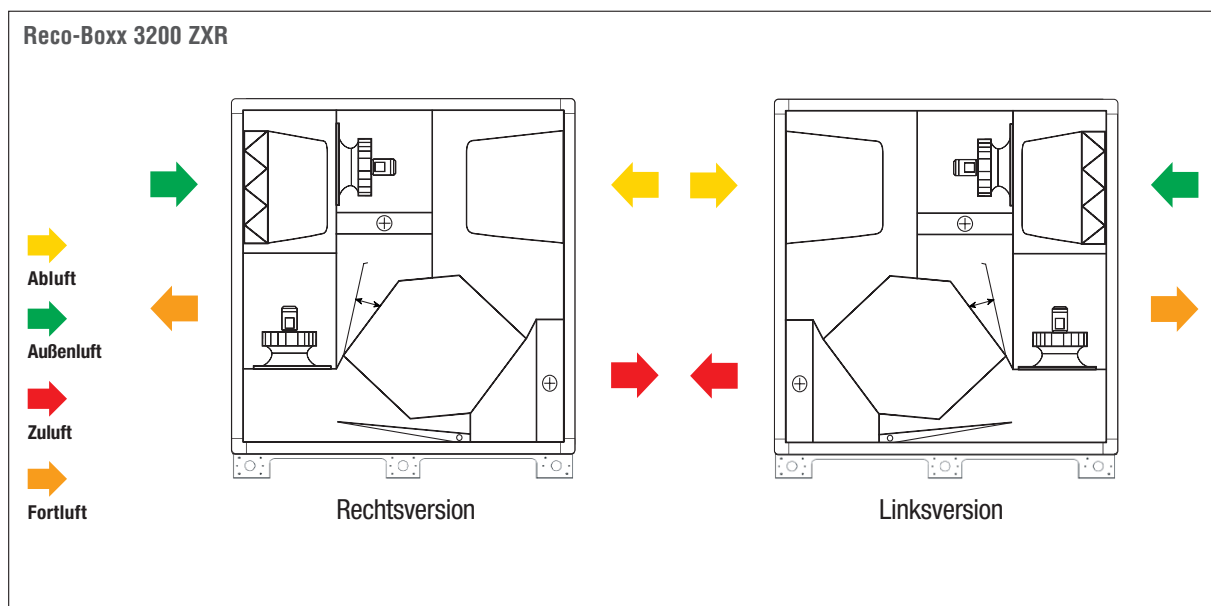 Reco-Boxx 3200 ZXR
Abluft
Außenluft
Zuluft
Fortluft
Rechtsversion
Linksversion